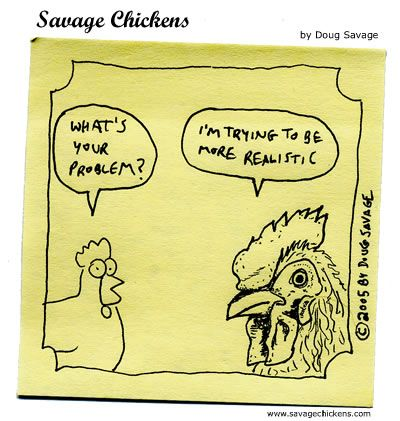 Savage Chickens
by Doug Savage
WHAT'S
YOUR
PROBLEM?
I'M TRYING TO BE
MORE REALISTIC
©2005 BY DOUG SAVAGE
www.savagechickens.com